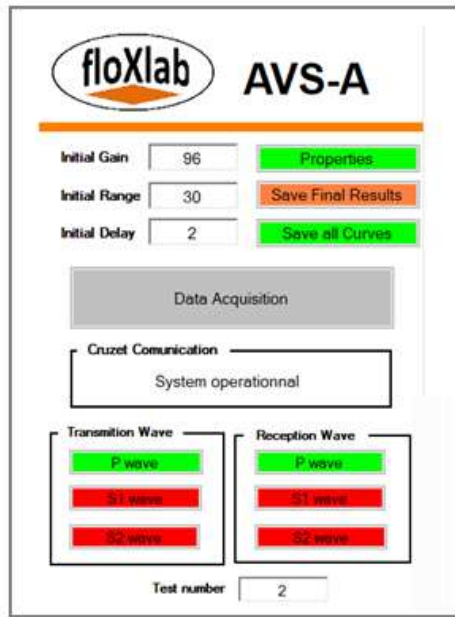 floXlab AVS-A
Initial Gain 96 Properties
Initial Range 30 Save Final Results
Initial Delay 2 Save all Curves
Data Acquisition
Cruzet Comunication
System operationnal
Transmition Wave Reception Wave
P wave P wave
S1 wave S1 wave
S2 wave S2 wave
Test number 2